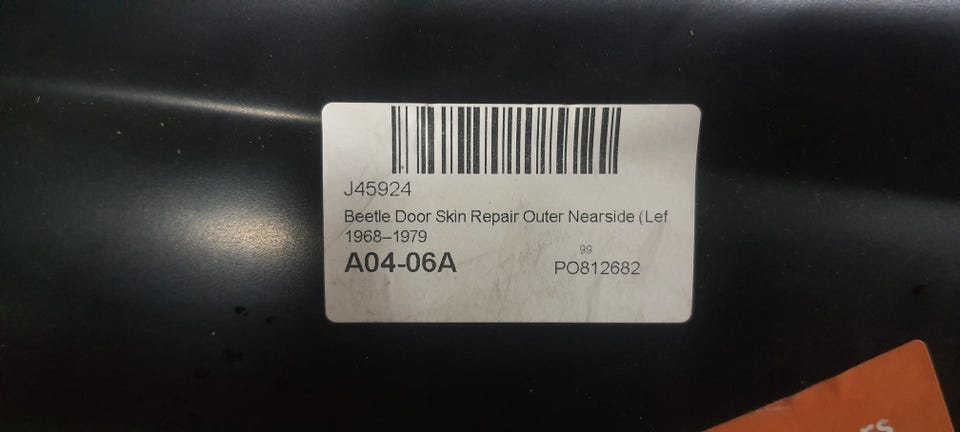 J45924
Beetle Door Skin Repair Outer Nearside (Lef
1968–1979
99
A04-06A
PO812682